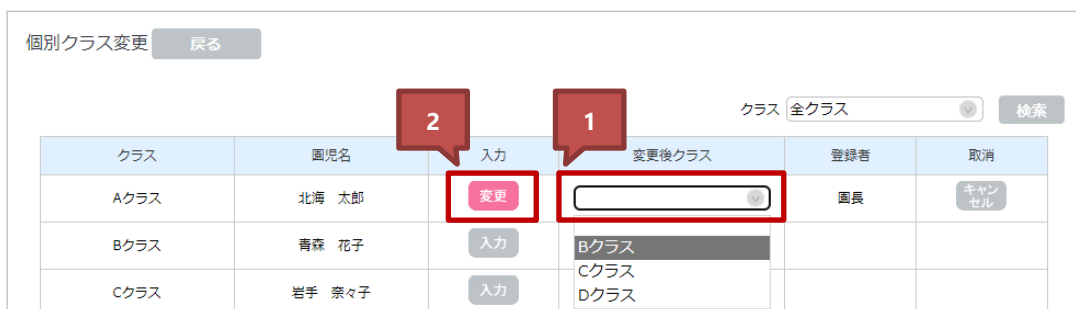 個別クラス変更 戻る
2 1
クラス 全クラス 検索
クラス 園児名 入力 変更後クラス 登録者 取消
Aクラス 北海 太郎 変更 園長 キャンセル
Bクラス 青森 花子 入力 Bクラス
Cクラス
Cクラス 岩手 奈々子 入力 Dクラス